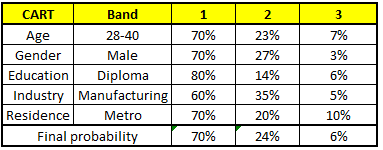 CART Band 1 2 3
Age 28-40 70% 23% 7%
Gender Male 70% 27% 3%
Education Diploma 80% 14% 6%
Industry Manufacturing 60% 35% 5%
Residence Metro 70% 20% 10%
Final probability 70% 24% 6%